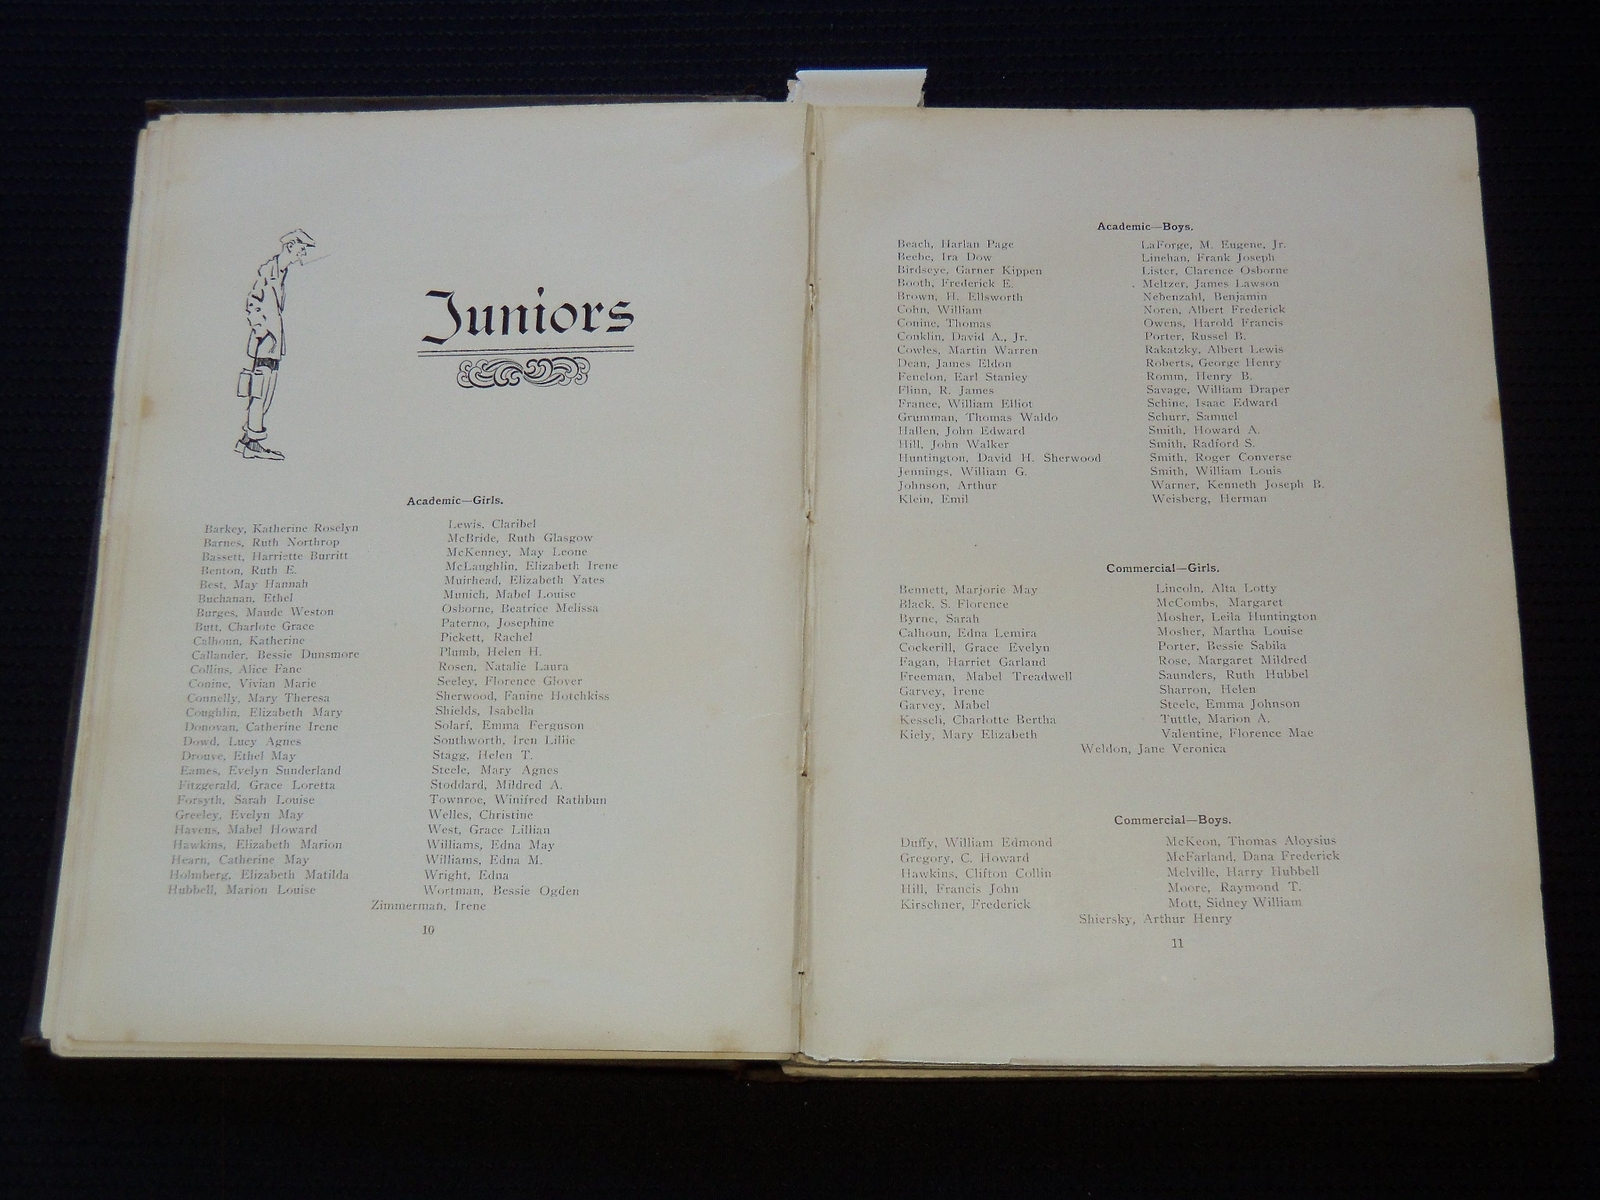 Juniors
Academic—Girls.
Barkey, Katherine Roselyn
Barnes, Ruth Northrop
Bassett, Harriette Burritt
Benton, Ruth E.
Best, May Hannah
Buchanan, Ethel
Burges, Maude Weston
Butt, Charlote Grace
Calhoun, Katherine
Callander, Bessie Dunsmore
Collins, Alice Fane
Conine, Vivian Marie
Connelly, Mary Theresa
Coughlin, Elizabeth Mary
Donovan, Catherine Irene
Dowd, Lucy Agnes
Drouve, Ethel May
Eames, Evelyn Sunderland
Fitzgerald, Grace Loretta
Forsyth, Sarah Louise
Greeley, Evelyn May
Havens, Mabel Howard
Hawkins, Elizabeth Marion
Hearn, Catherine May
Holmberg, Elizabeth Matilda
Hubbell, Marion Louise
Lewis, Claribel
McBride, Ruth Glasgow
McKenney, May Leone
McLaughlin, Elizabeth Irene
Muirhead, Elizabeth Yates
Munich, Mabel Louise
Osborne, Beatrice Melissa
Paterno, Josephine
Pickett, Rachel
Plumb, Helen H.
Rosen, Natalie Laura
Seeley, Florence Glover
Sherwood, Fanine Hotchkiss
Shields, Isabella
Solarf, Emma Ferguson
Southworth, Iren Lillie
Stagg, Helen T.
Steele, Mary Agnes
Stoddard, Mildred A.
Townroe, Winifred Rathbun
Welles, Christine
West, Grace Lillian
Williams, Edna May
Williams, Edna M.
Wright, Edna
Wortman, Bessie Ogden
Zimmerman, Irene
10
Academic—Boys.
Beach, Harlan Page
Beebe, Ira Dow
Birdseye, Garner Kippen
Booth, Frederick E.
Brown, H. Ellsworth
Cohn, William
Conine, Thomas
Conklin, David A., Jr.
Cowles, Martin Warren
Dean, James Eldon
Fenelon, Earl Stanley
Flinn, R. James
France, William Elliot
Grumman, Thomas Waldo
Hallen, John Edward
Hill, John Walker
Huntington, David H. Sherwood
Jennings, William G.
Johnson, Arthur
Klein, Emil
LaForge, M. Eugene, Jr.
Linehan, Frank Joseph
Lister, Clarence Osborne
Meltzer, James Lawson
Nebenzahl, Benjamin
Noren, Albert Frederick
Owens, Harold Francis
Porter, Russel B.
Rakatzky, Albert Lewis
Roberts, George Henry
Romm, Henry B.
Savage, William Draper
Schine, Isaac Edward
Schurr, Samuel
Smith, Howard A.
Smith, Radford S.
Smith, Roger Converse
Smith, William Louis
Warner, Kenneth Joseph B.
Weisberg, Herman
Commercial—Girls.
Bennett, Marjorie May
Black, S. Florence
Byrne, Sarah
Calhoun, Edna Lemira
Cockerill, Grace Evelyn
Fagan, Harriet Garland
Freeman, Mabel Treadwell
Garvey, Irene
Garvey, Mabel
Kesseli, Charlotte Bertha
Kiely, Mary Elizabeth
Lincoln, Alta Lotty
McCombs, Margaret
Mosher, Leila Huntington
Mosher, Martha Louise
Porter, Bessie Sabila
Rose, Margaret Mildred
Saunders, Ruth Hubbel
Sharron, Helen
Steele, Emma Johnson
Tuttle, Marion A.
Valentine, Florence Mae
Weldon, Jane Veronica
Commercial—Boys.
Duffy, William Edmond
Gregory, C. Howard
Hawkins, Clifton Collin
Hill, Francis John
Kirschner, Frederick
McKeon, Thomas Aloysius
McFarland, Dana Frederick
Melville, Harry Hubbell
Moore, Raymond T.
Mott, Sidney William
Shiersky, Arthur Henry
11